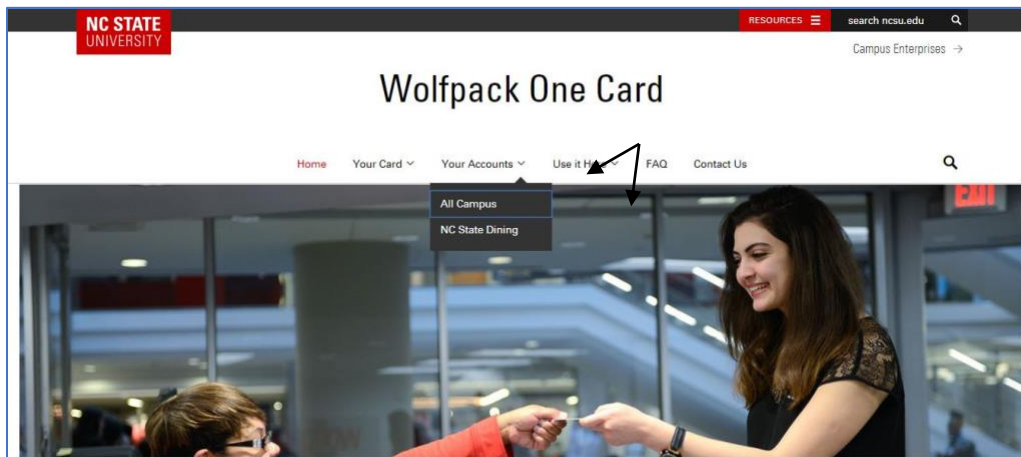 NC STATE
UNIVERSITY
RESOURCES
search ncsu.edu
Campus Enterprises →
Wolfpack One Card
Home Your Card Your Accounts Use it Here FAQ Contact Us
All Campus
NC State Dining
EXIT